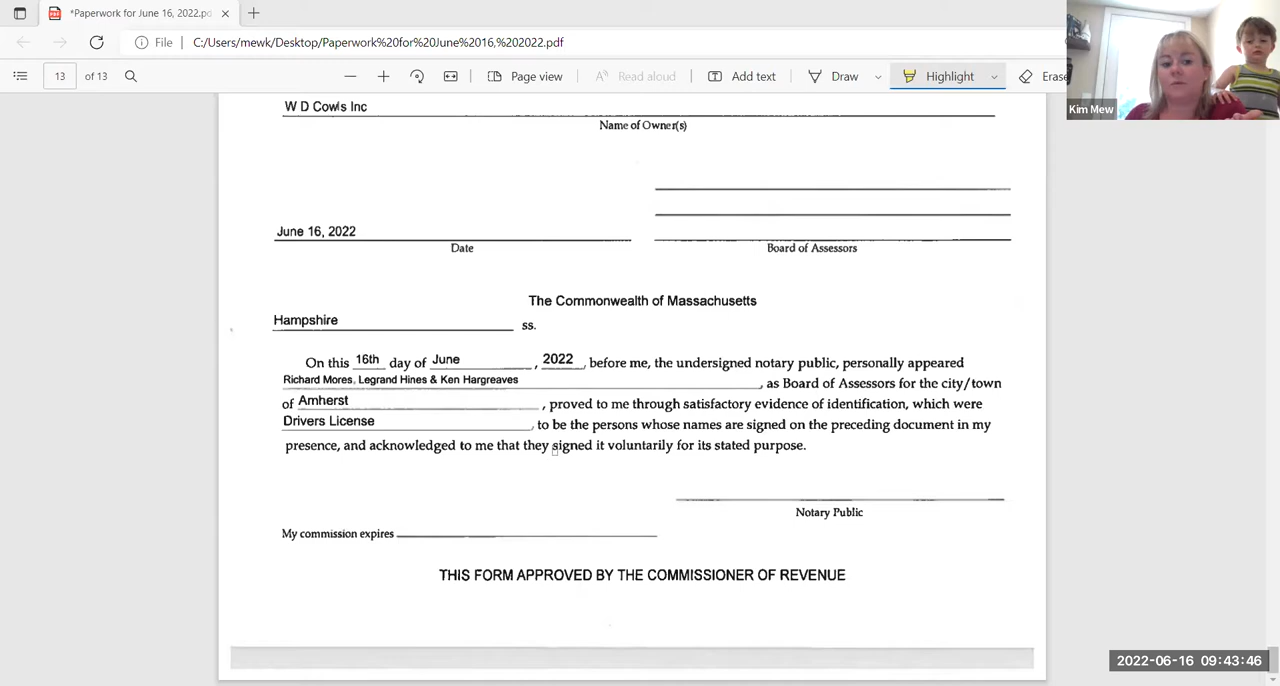 *Paperwork for June 16, 2022.pd
File
C:/Users/mewk/Desktop/Paperwork%20for%20June%2016,%202022.pdf
13 of 13
Page view
Read aloud
Add text
Draw
Highlight
Erase
Kim Mew
W D Cowls Inc
Name of Owner(s)
June 16, 2022
Date
Board of Assessors
The Commonwealth of Massachusetts
Hampshire ss.
On this 16th day of June, 2022, before me, the undersigned notary public, personally appeared
Richard Mores, Legrand Hines & Ken Hargreaves, as Board of Assessors for the city/town
of Amherst, proved to me through satisfactory evidence of identification, which were
Drivers License, to be the persons whose names are signed on the preceding document in my
presence, and acknowledged to me that they signed it voluntarily for its stated purpose.
Notary Public
My commission expires
THIS FORM APPROVED BY THE COMMISSIONER OF REVENUE
2022-06-16 09:43:46